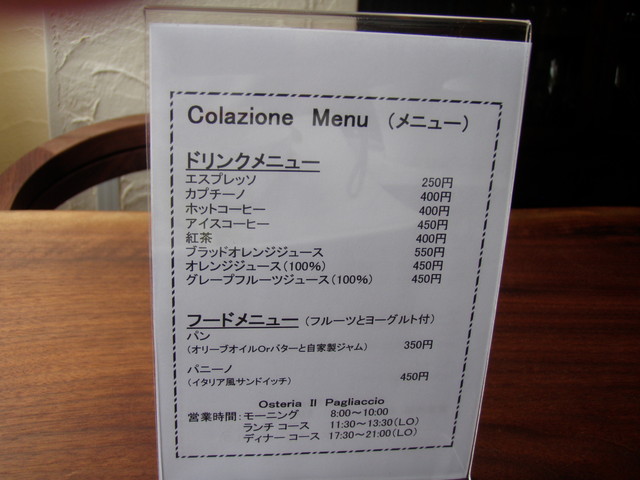 Colazione Menu (メニュー)
ドリンクメニュー
エスプレッソ 250円
カプチーノ 400円
ホットコーヒー 400円
アイスコーヒー 450円
紅茶 400円
ブラッドオレンジジュース 550円
オレンジジュース(100%) 450円
グレープフルーツジュース(100%) 450円
フードメニュー (フルーツとヨーグルト付)
パン
(オリーブオイルOrバターと自家製ジャム) 350円
パニーノ
(イタリア風サンドイッチ) 450円
Osteria Il Pagliaccio
営業時間:モーニング 8:00~10:00
ランチ コース 11:30~13:30(LO)
ディナー コース 17:30~21:00(LO)